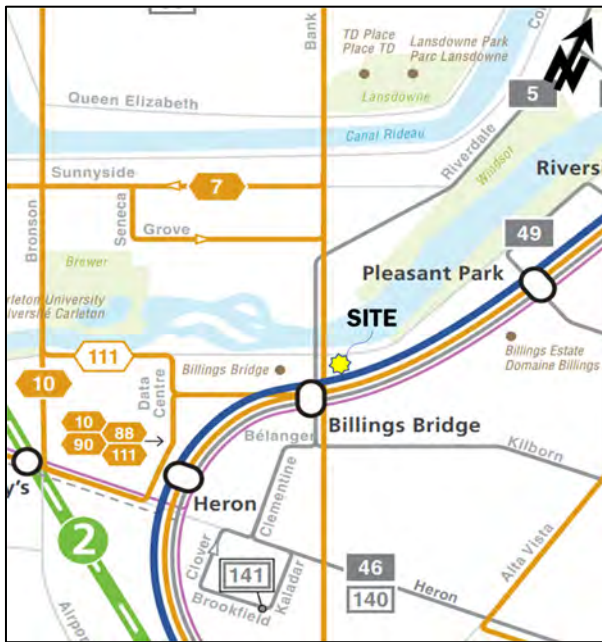 Bank
TD Place
Place TD
Lansdowne Park
Parc Lansdowne
Lansdowne
5
Queen Elizabeth
Canal Rideau
Riverdale
Windsor
Rivers
Sunnyside
7
Bronson
Seneca
Grove
49
Brewer
Pleasant Park
rleton University
iversité Carleton
SITE
111
Billings Bridge
Billings Estate
Domaine Billings
10
Data
Centre
10
88
90
111
Billings Bridge
Bélanger
Kilborn
y's
Heron
Clementine
2
Clover
141
Kaladar
Brookfield
46
140
Heron
Alta Vista
Airpor